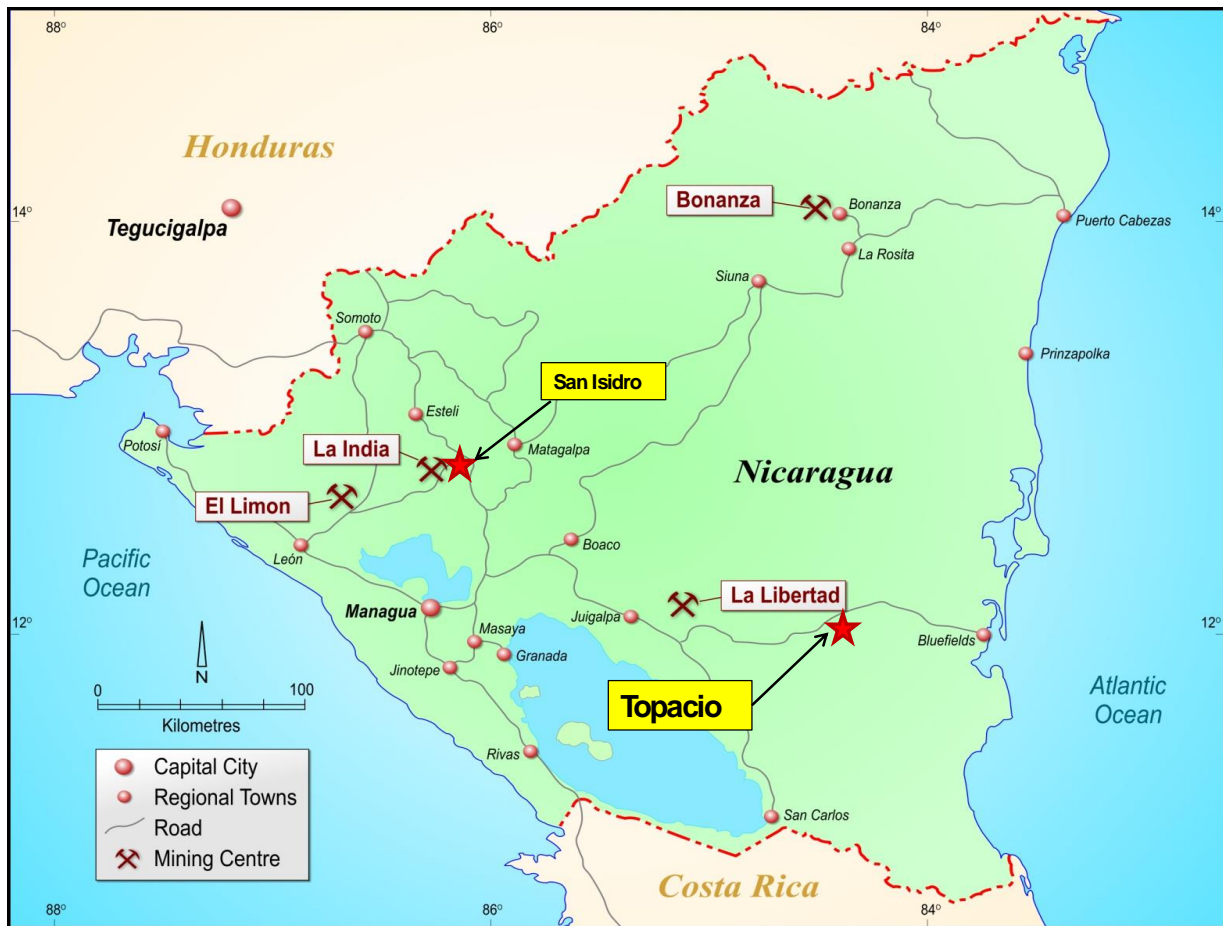 88°
86°
84°
Honduras
Tegucigalpa
14°
14°
Bonanza
Bonanza
Puerto Cabezas
La Rosita
Siuna
Somoto
Prinzapolka
San Isidro
Esteli
Potosí
Matagalpa
La India
Nicaragua
El Limon
León
Boaco
Pacific
Ocean
La Libertad
Managua
Juigalpa
12°
12°
Masaya
Bluefields
Granada
Jinotepe
N
0
100
Kilometres
Topacio
Atlantic
Ocean
Rivas
Capital City
Regional Towns
Road
Mining Centre
San Carlos
Costa Rica
88°
86°
84°